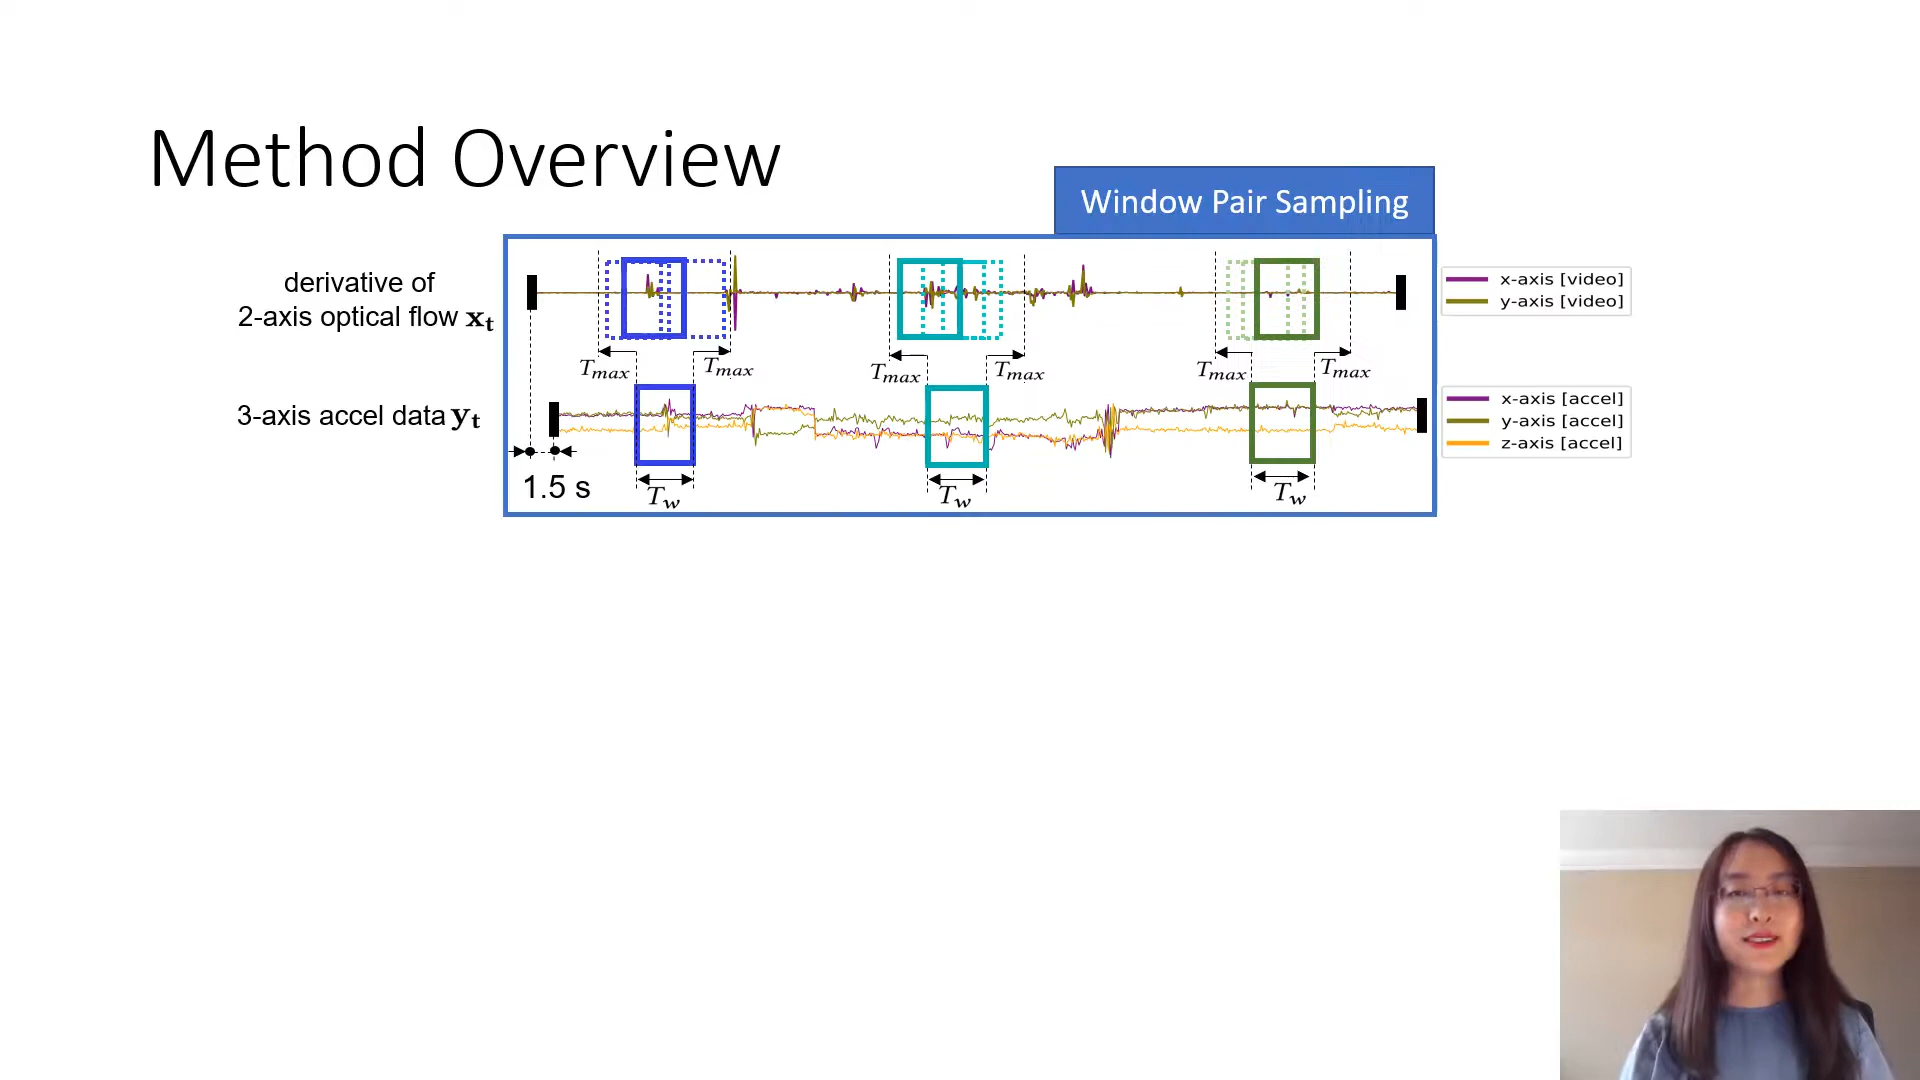 Method Overview
Window Pair Sampling
derivative of
2-axis optical flow xt
x-axis [video]
y-axis [video]
Tmax Tmax Tmax Tmax Tmax Tmax
3-axis accel data yt
x-axis [accel]
y-axis [accel]
z-axis [accel]
1.5 s
Tw Tw Tw